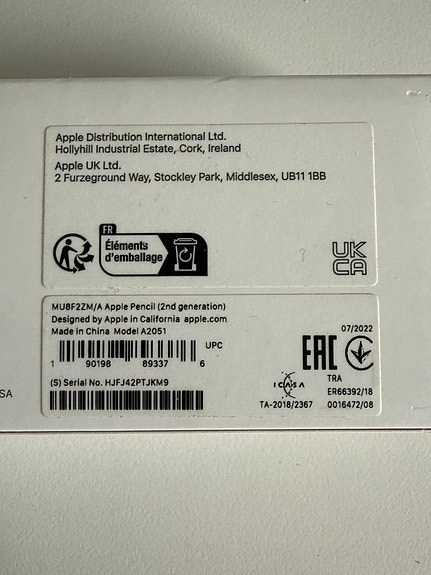 Apple Distribution International Ltd.
Hollyhill Industrial Estate, Cork, Ireland
Apple UK Ltd.
2 Furzeground Way, Stockley Park, Middlesex, UB11 1BB
FR
Éléments
d'emballage
UK
CA
MU8F2ZM/A Apple Pencil (2nd generation)
Designed by Apple in California apple.com
Made in China Model A2051
UPC
1 90198 89337 6
(S) Serial No. HJFJ42PTJKM9
07/2022
EAC
ICASA
TRA
TA-2018/2367
ER66392/18
0016472/08
SA